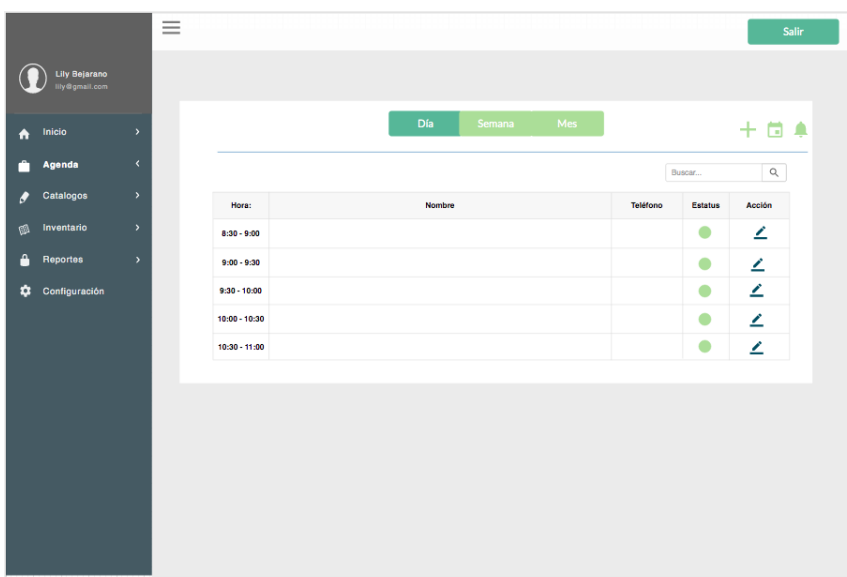 Salir
Lily Bejarano
lily@gmail.com
Inicio
Agenda
Catalogos
Inventario
Reportes
Configuración
Día Semana Mes
Buscar...
Hora: Nombre Teléfono Estatus Acción
8:30 - 9:00
9:00 - 9:30
9:30 - 10:00
10:00 - 10:30
10:30 - 11:00